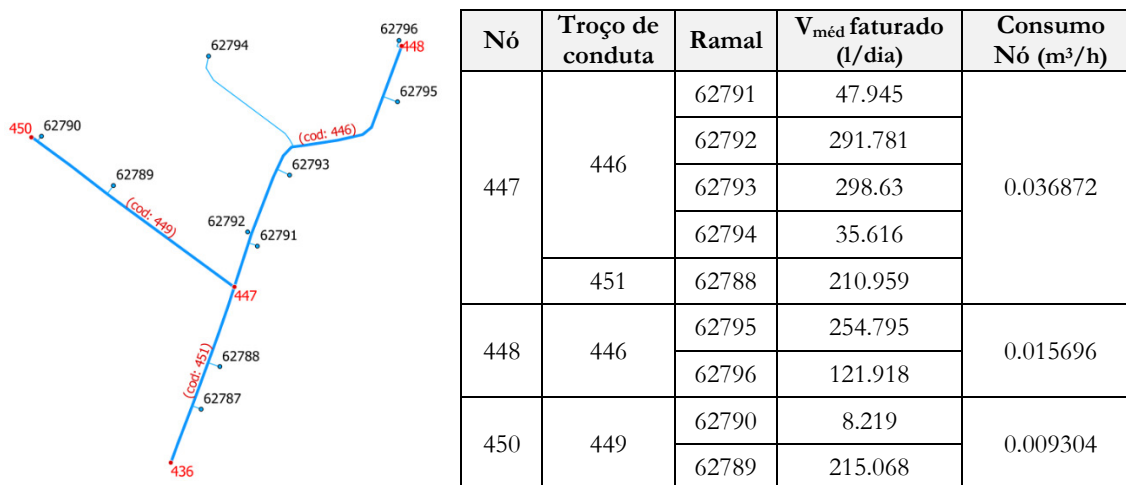 62796
448
62794
62795
450
62790
(cod: 446)
62789
62793
(cod: 449)
62792
62791
447
(cod: 451)
62788
62787
436
Nó Troço de conduta Ramal Vméd faturado (l/dia) Consumo Nó (m³/h)
447 446 62791 47.945 0.036872
62792 291.781
62793 298.63
62794 35.616
451 62788 210.959
448 446 62795 254.795 0.015696
62796 121.918
450 449 62790 8.219 0.009304
62789 215.068